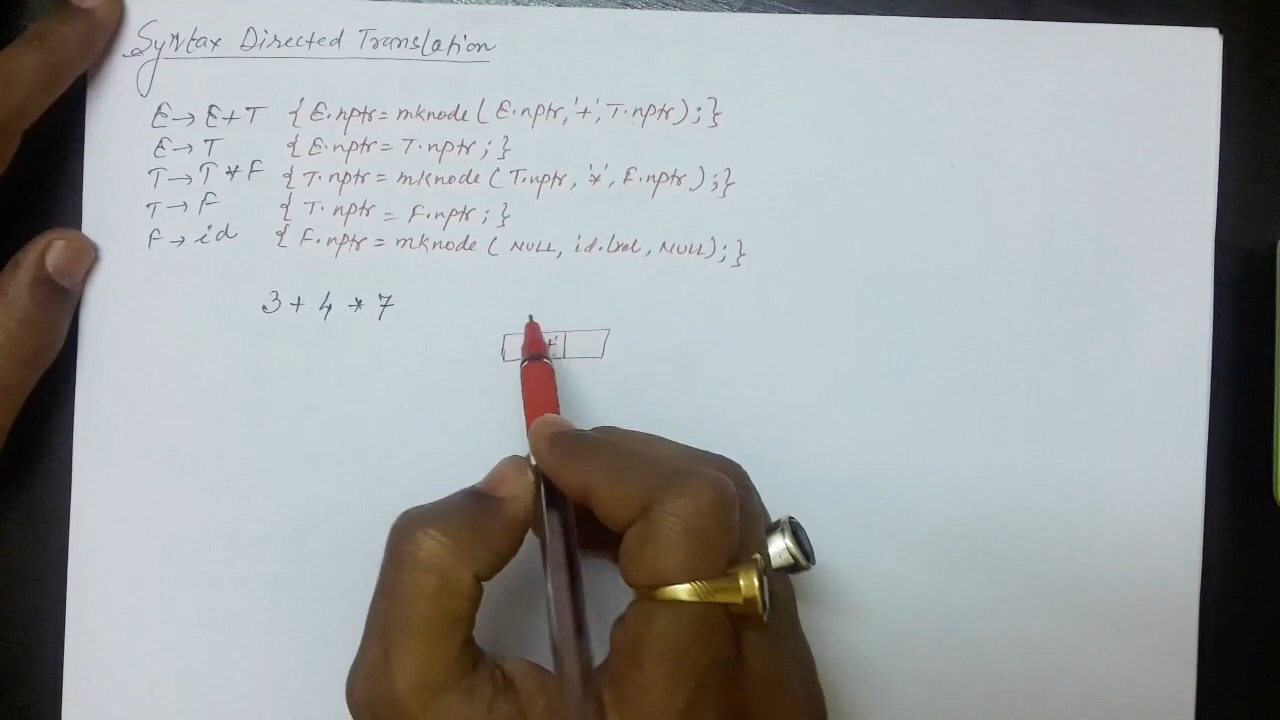 Syntax Directed Translation
E → E+T { E.nptr = mknode ( E.nptr, '+', T.nptr) ; }
E → T { E.nptr = T.nptr ; }
T → T * F { T.nptr = mknode ( T.nptr, '*', F.nptr ) ; }
T → F { T.nptr = F.nptr ; }
F → id { F.nptr = mknode ( NULL, id.lval, NULL) ; }
3 + 4 * 7
+'